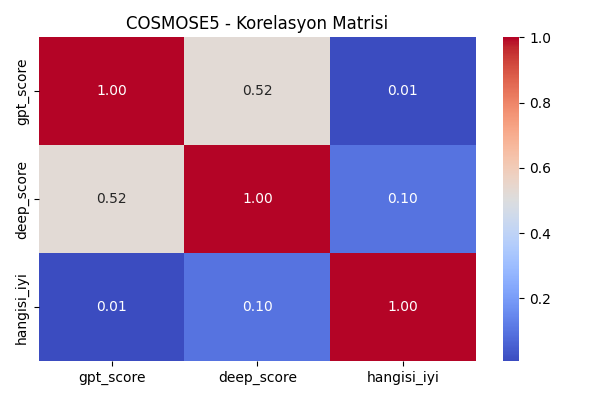 COSMOSE5 - Korelasyon Matrisi
gpt_score
1.00
0.52
0.01
deep_score
0.52
1.00
0.10
hangisi_iyi
0.01
0.10
1.00
gpt_score
deep_score
hangisi_iyi
1.0
0.8
0.6
0.4
0.2